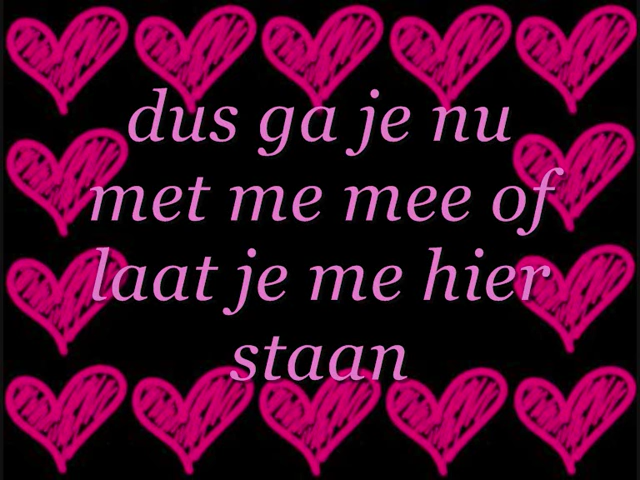 dus ga je nu
met me mee of
laat je me hier
staan